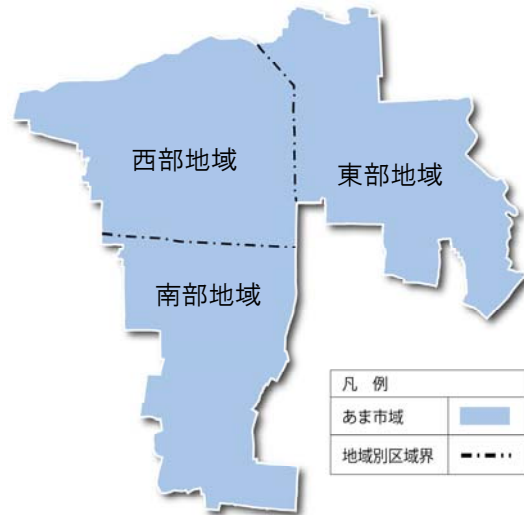 西部地域
東部地域
南部地域
凡 例
あま市域
地域別区域界